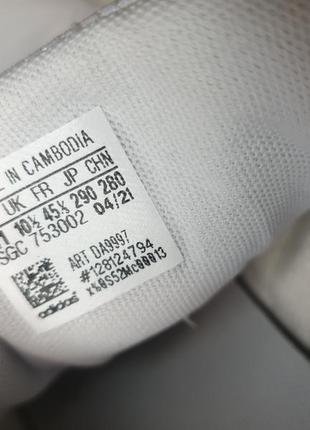 IN CAMBODIA
UK FR JP CHN
10½ 45⅓ 290 280
SGC 753002 04/21
ART DA9997
#128124794
adidas